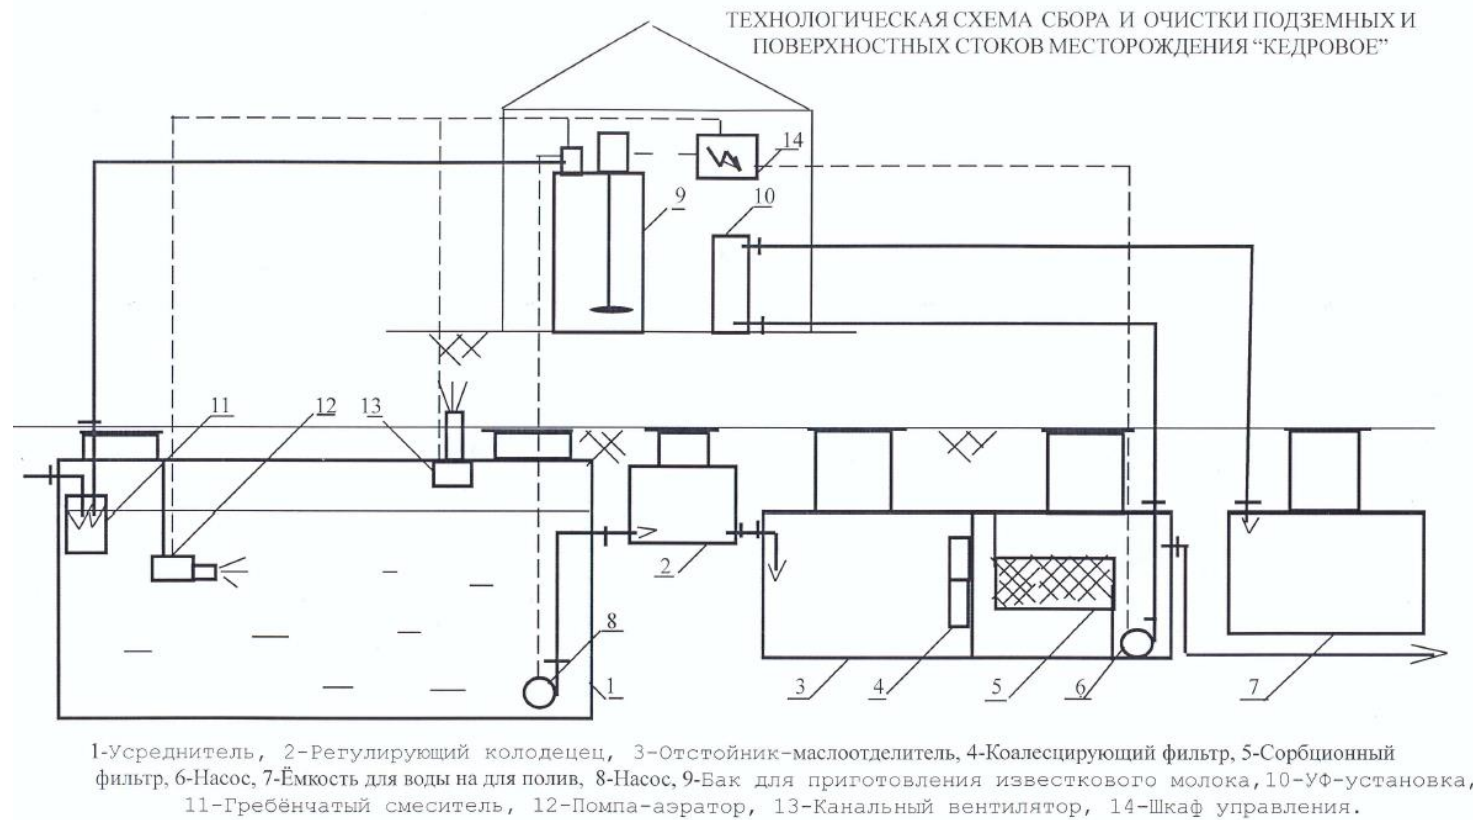 ТЕХНОЛОГИЧЕСКАЯ СХЕМА СБОРА И ОЧИСТКИ ПОДЗЕМНЫХ И
ПОВЕРХНОСТНЫХ СТОКОВ МЕСТОРОЖДЕНИЯ “КЕДРОВОЕ”
14
9
10
11
12
13
2
8
1
3
4
5
6
7
1-Усреднитель, 2-Регулирующий колодецец, 3-Отстойник-маслоотделитель, 4-Коалесцирующий фильтр, 5-Сорбционный
фильтр, 6-Насос, 7-Ёмкость для воды на для полив, 8-Насос, 9-Бак для приготовления известкового молока,10-УФ-установка,
11-Гребёнчатый смеситель, 12-Помпа-аэратор, 13-Канальный вентилятор, 14-Шкаф управления.